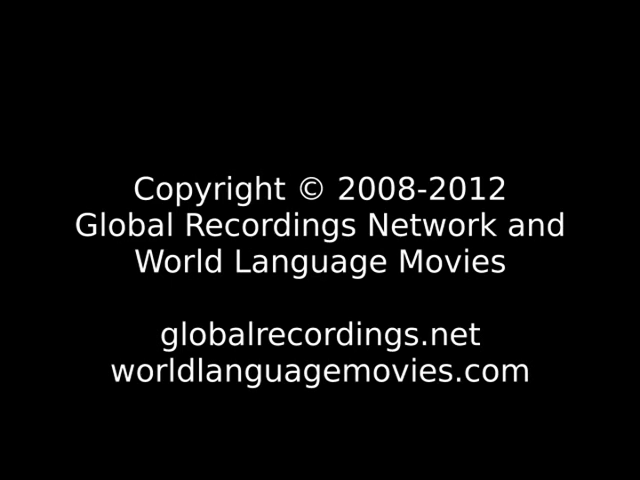 Copyright © 2008-2012
Global Recordings Network and
World Language Movies
globalrecordings.net
worldlanguagemovies.com